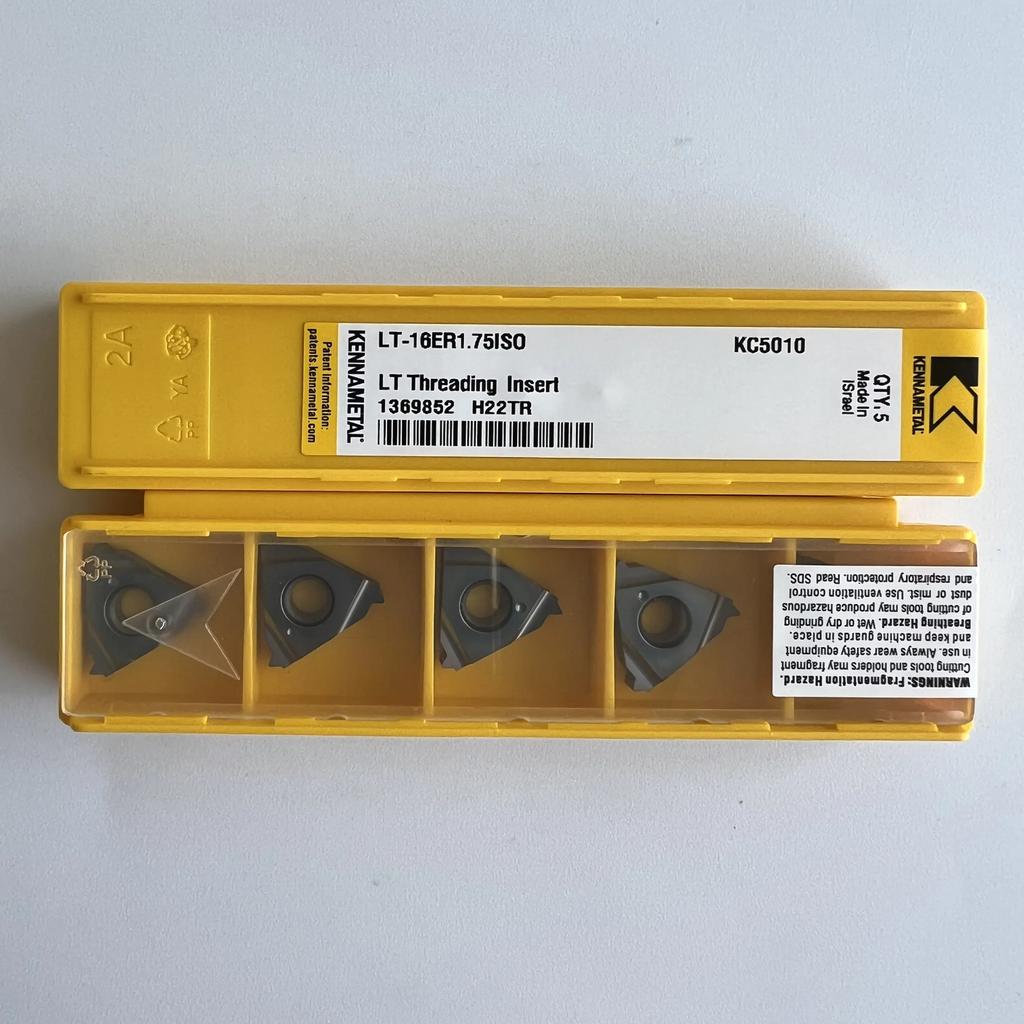 2A
YA
PP
Patent information:
patents.kennametal.com
KENNAMETAL®
LT-16ER1.75ISO
KC5010
LT Threading Insert
1369852 H22TR
QTY. 5
Made In
ISrael
KENNAMETAL®
PP
WARNINGS: Fragmentation Hazard.
Cutting tools and holders may fragment
in use. Always wear safety equipment
and keep machine guards in place.
Breathing Hazard. Wet or dry grinding
of cutting tools may produce hazardous
dust or mist. Use ventilation control
and respiratory protection. Read SDS.